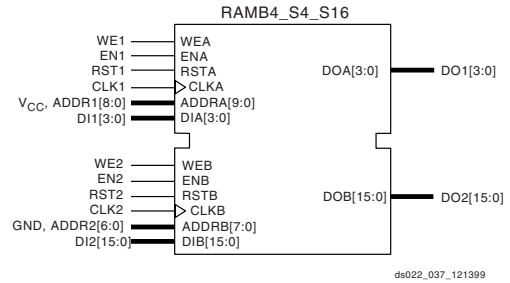 RAMB4_S4_S16
WE1 WEA
EN1 ENA
RST1 RSTA DOA[3:0] DO1[3:0]
CLK1 CLKA
VCC, ADDR1[8:0] ADDRA[9:0]
DI1[3:0] DIA[3:0]
WE2 WEB
EN2 ENB
RST2 RSTB DOB[15:0] DO2[15:0]
CLK2 CLKB
GND, ADDR2[6:0] ADDRB[7:0]
DI2[15:0] DIB[15:0]
ds022_037_121399